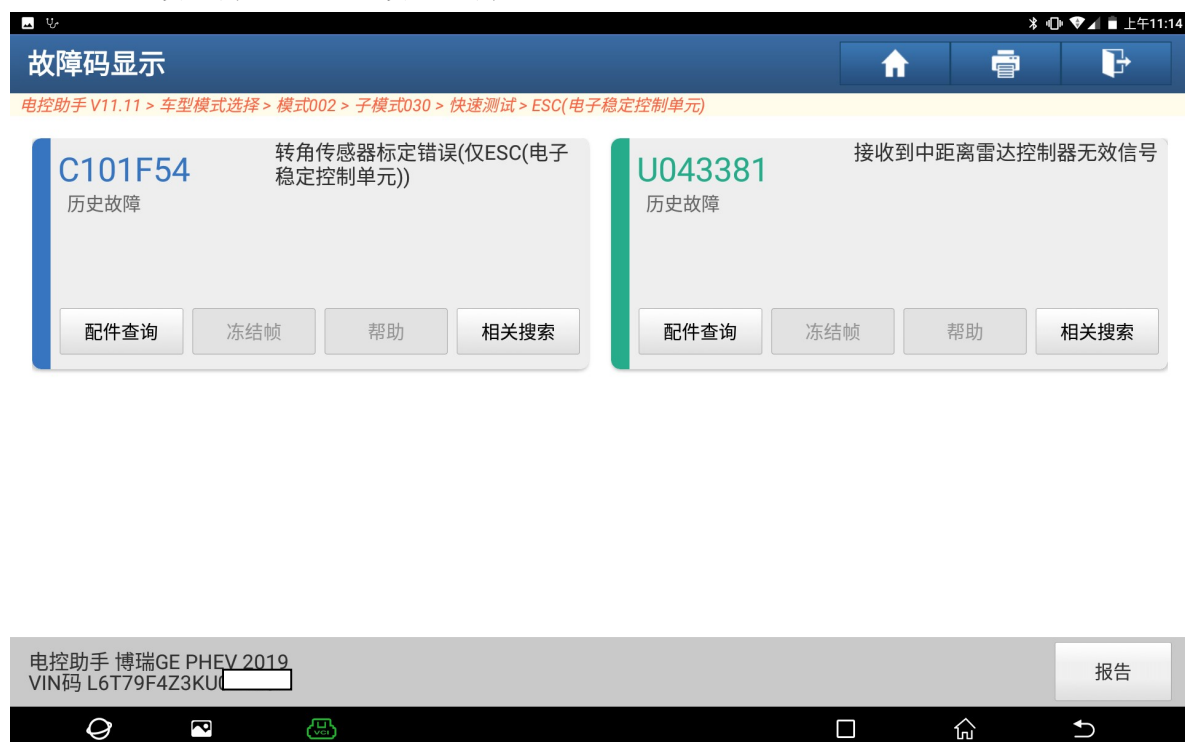 上午11:14
故障码显示
电控助手 V11.11 > 车型模式选择 > 模式002 > 子模式030 > 快速测试 > ESC(电子稳定控制单元)
C101F54
转角传感器标定错误(仅ESC(电子
稳定控制单元))
历史故障
配件查询
冻结帧
帮助
相关搜索
U043381
接收到中距离雷达控制器无效信号
历史故障
配件查询
冻结帧
帮助
相关搜索
电控助手 博瑞GE PHEV 2019
VIN码 L6T79F4Z3KU
报告
VCI